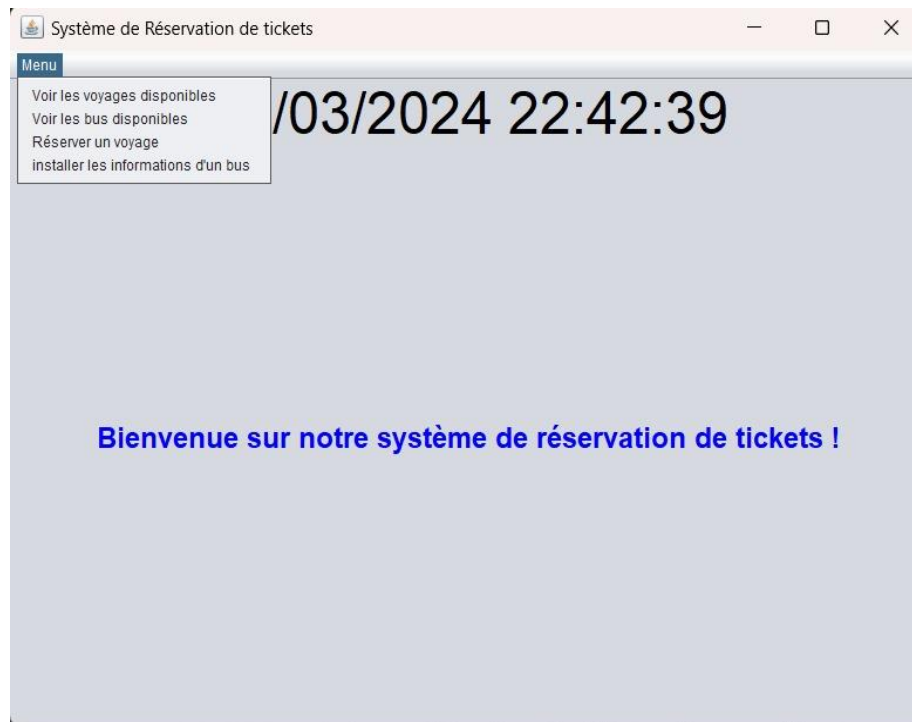 Système de Réservation de tickets
Menu
Voir les voyages disponibles
Voir les bus disponibles
Réserver un voyage
installer les informations d'un bus
/03/2024 22:42:39
Bienvenue sur notre système de réservation de tickets !